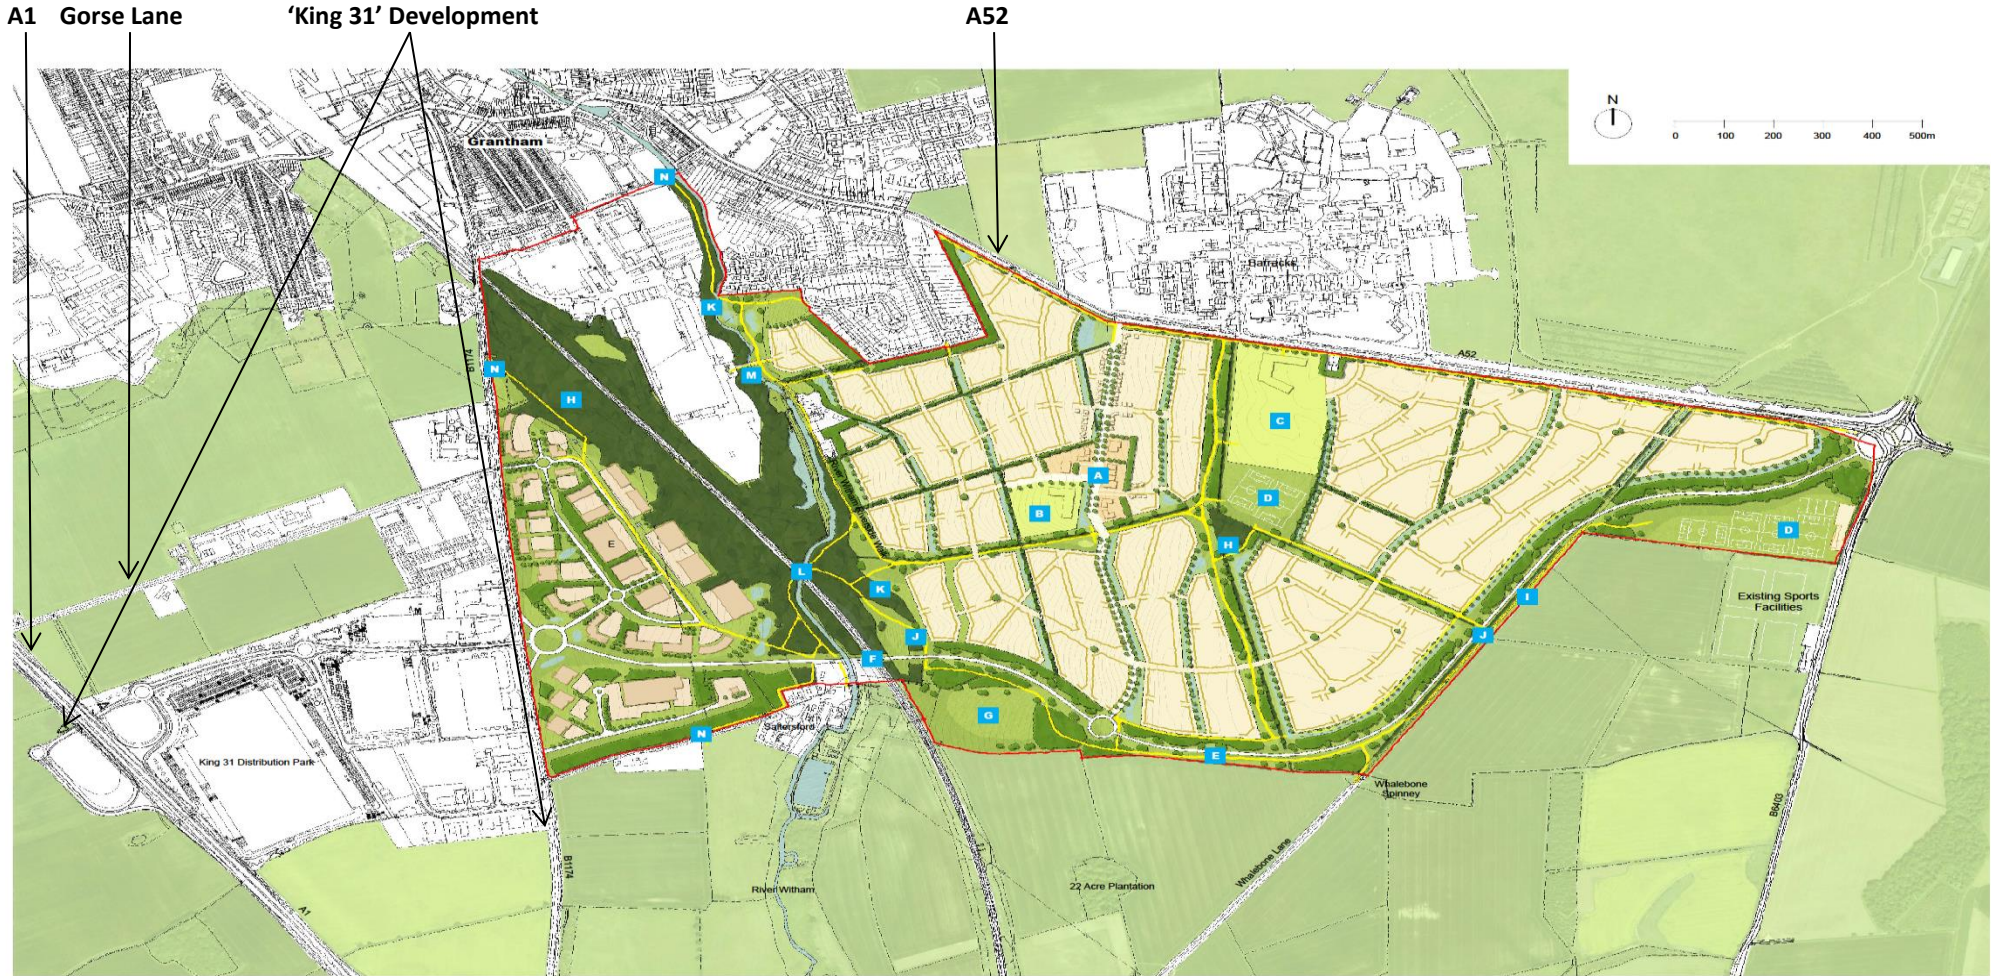 A1 Gorse Lane ‘King 31’ Development A52
N
0 100 200 300 400 500m
Grantham
N
Barracks
K
B1174
A52
N
M
H
C
A
D
B
D
E
H
L
K
I
Existing Sports
Facilities
J
J
F
G
N
Saltersford
E
King 31 Distribution Park
Whalebone
Spinney
B6403
B1174
Whalebone Lane
River Witham
22 Acre Plantation
A1